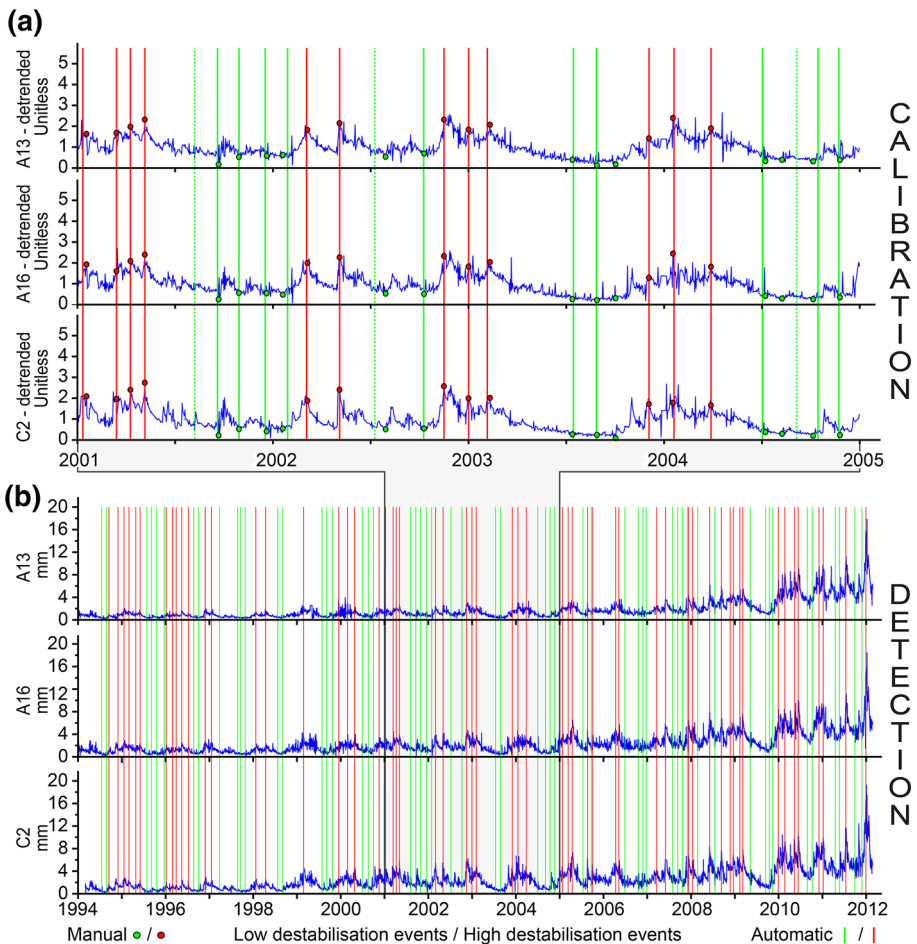 (a)
A13 - detrended
Unitless
5
4
3
2
1
0
A16 - detrended
Unitless
5
4
3
2
1
0
C2 - detrended
Unitless
5
4
3
2
1
0
2001 2002 2003 2004 2005
CALIBRATION
(b)
A13
mm
20
16
12
8
4
0
A16
mm
20
16
12
8
4
0
C2
mm
20
16
12
8
4
0
1994 1995 1996 1998 2000 2002 2004 2006 2008 2010 2012
DETECTION
Manual / Low destabilisation events / High destabilisation events Automatic | / |